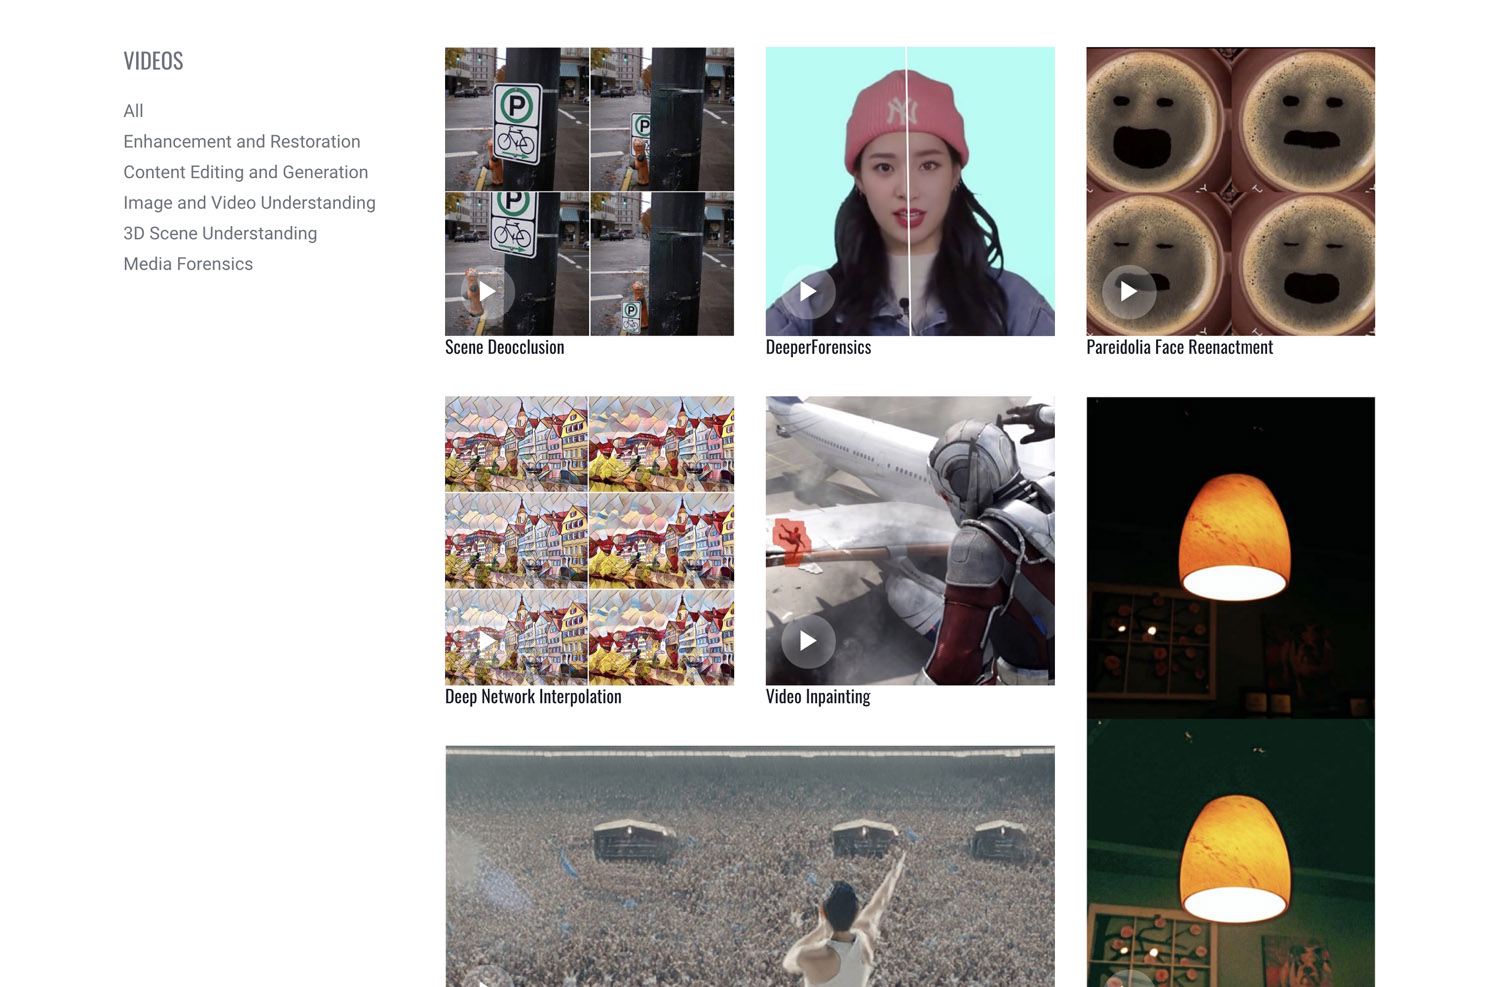 VIDEOS
All
Enhancement and Restoration
Content Editing and Generation
Image and Video Understanding
3D Scene Understanding
Media Forensics
P
P
P
P
Scene Deocclusion
NY
DeeperForensics
Pareidolia Face Reenactment
Deep Network Interpolation
Video Inpainting